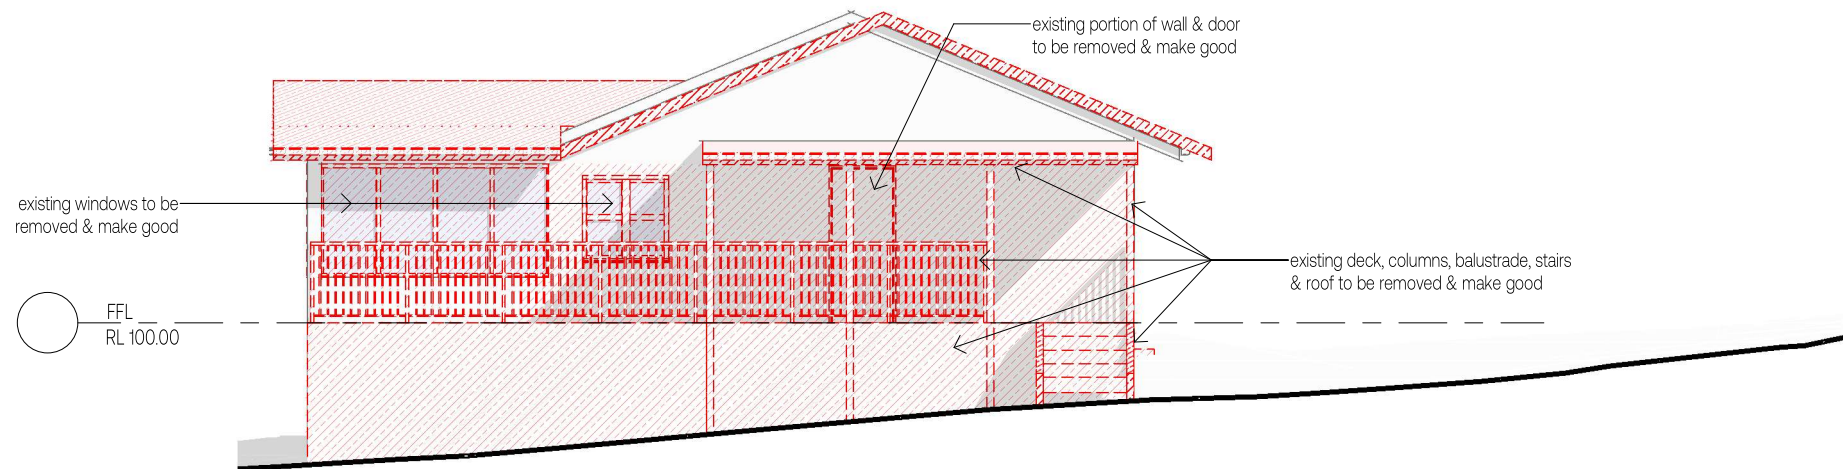 existing portion of wall & door
to be removed & make good
existing windows to be
removed & make good
existing deck, columns, balustrade, stairs
& roof to be removed & make good
FFL
RL 100.00